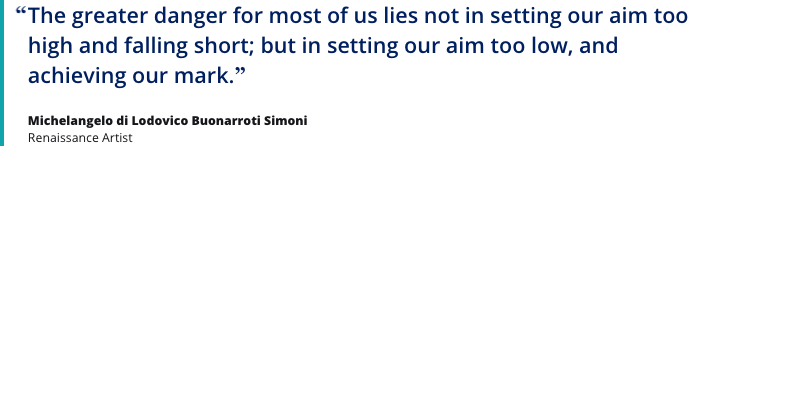 “The greater danger for most of us lies not in setting our aim too
high and falling short; but in setting our aim too low, and
achieving our mark.”
Michelangelo di Lodovico Buonarroti Simoni
Renaissance Artist